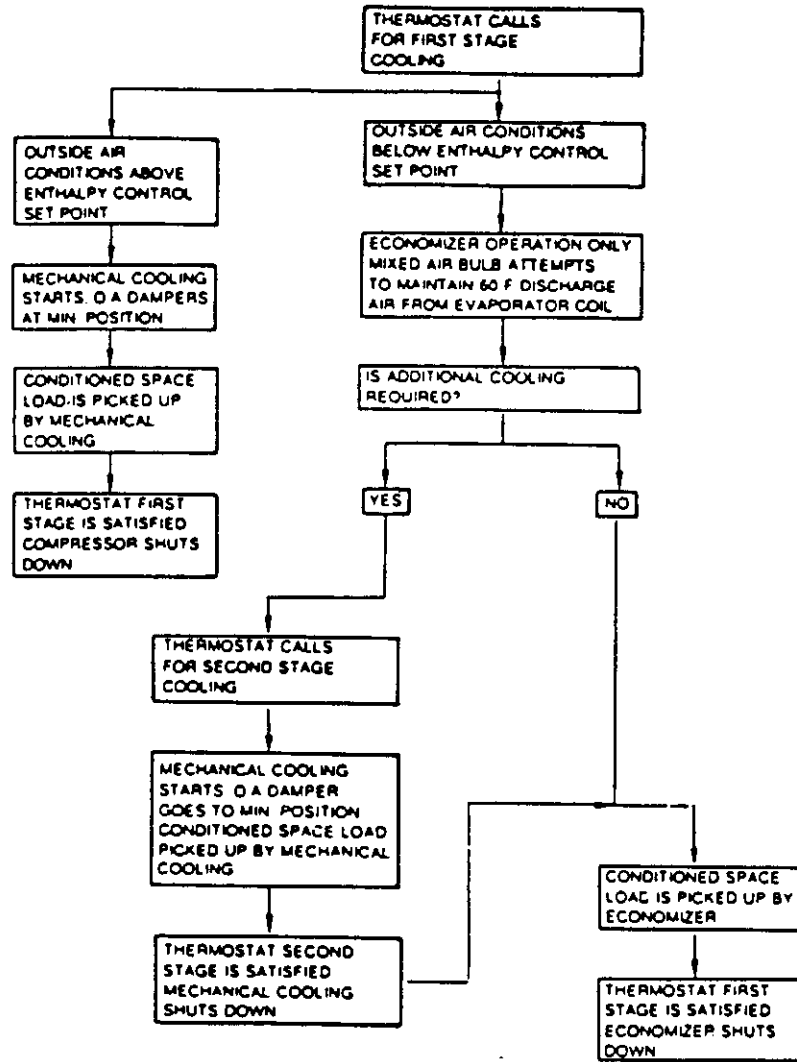 THERMOSTAT CALLS
FOR FIRST STAGE
COOLING
OUTSIDE AIR
CONDITIONS ABOVE
ENTHALPY CONTROL
SET POINT
OUTSIDE AIR CONDITIONS
BELOW ENTHALPY CONTROL
SET POINT
MECHANICAL COOLING
STARTS. O A DAMPERS
AT MIN. POSITION
ECONOMIZER OPERATION ONLY
MIXED AIR BULB ATTEMPTS
TO MAINTAIN 60 F DISCHARGE
AIR FROM EVAPORATOR COIL
CONDITIONED SPACE
LOAD IS PICKED UP
BY MECHANICAL
COOLING
IS ADDITIONAL COOLING
REQUIRED?
THERMOSTAT FIRST
STAGE IS SATISFIED
COMPRESSOR SHUTS
DOWN
YES
NO
THERMOSTAT CALLS
FOR SECOND STAGE
COOLING
MECHANICAL COOLING
STARTS O A DAMPER
GOES TO MIN. POSITION
CONDITIONED SPACE LOAD
PICKED UP BY MECHANICAL
COOLING
THERMOSTAT SECOND
STAGE IS SATISFIED
MECHANICAL COOLING
SHUTS DOWN
CONDITIONED SPACE
LOAD IS PICKED UP BY
ECONOMIZER
THERMOSTAT FIRST
STAGE IS SATISFIED
ECONOMIZER SHUTS
DOWN